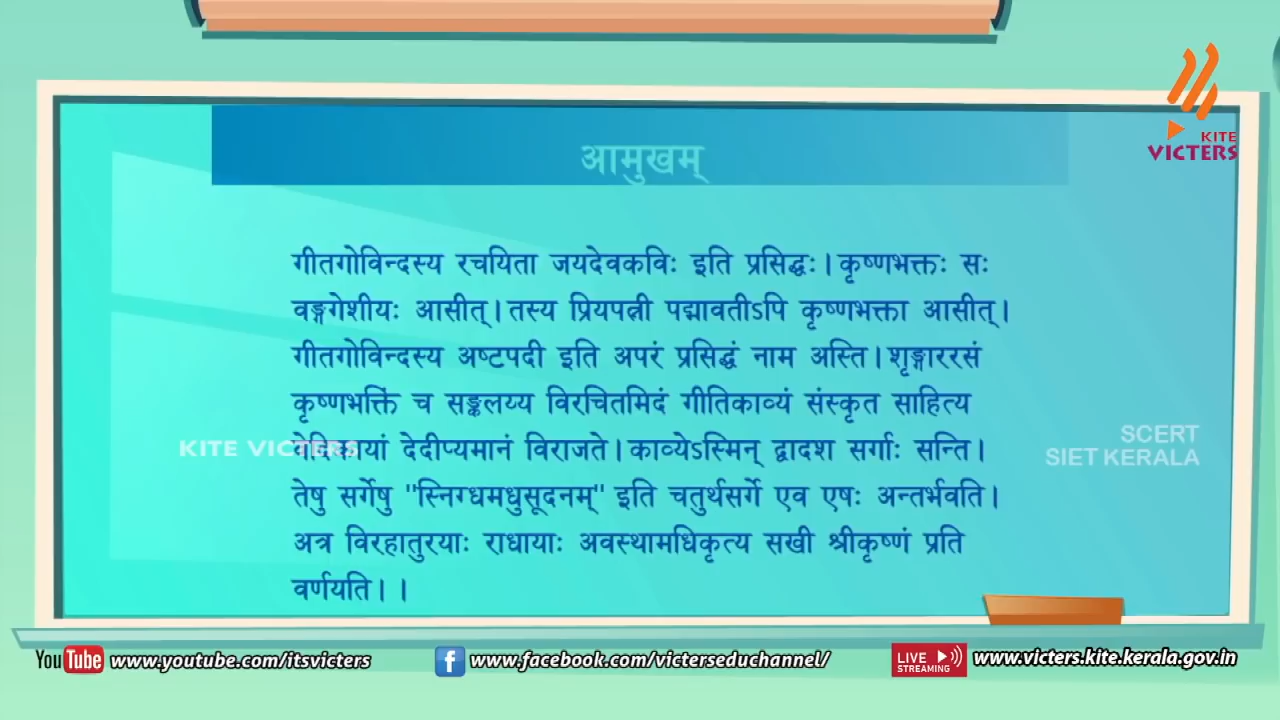 KITE
VICTERS
आमुखम्
गीतगोविन्दस्य रचयिता जयदेवकविः इति प्रसिद्धः। कृष्णभक्तः सः
वङ्गगेशीयः आसीत्। तस्य प्रियपत्नी पद्मावतीऽपि कृष्णभक्ता आसीत्।
गीतगोविन्दस्य अष्टपदी इति अपरं प्रसिद्धं नाम अस्ति। शृङ्गाररसं
कृष्णभक्तिं च सङ्कलय्य विरचितमिदं गीतिकाव्यं संस्कृत साहित्य
देदीप्यमानं विराजते। काव्येऽस्मिन् द्वादश सर्गाः सन्ति।
तेषु सर्गेषु "स्निग्धमधुसूदनम्" इति चतुर्थसर्गे एव एषः अन्तर्भवति।
अत्र विरहातुरयाः राधायाः अवस्थामधिकृत्य सखी श्रीकृष्णं प्रति
वर्णयति। ।
KITE VICTERS
SCERT
SIET KERALA
YouTube www.youtube.com/itsvicters
f www.facebook.com/victerseduchannel/
LIVE STREAMING www.victers.kite.kerala.gov.in